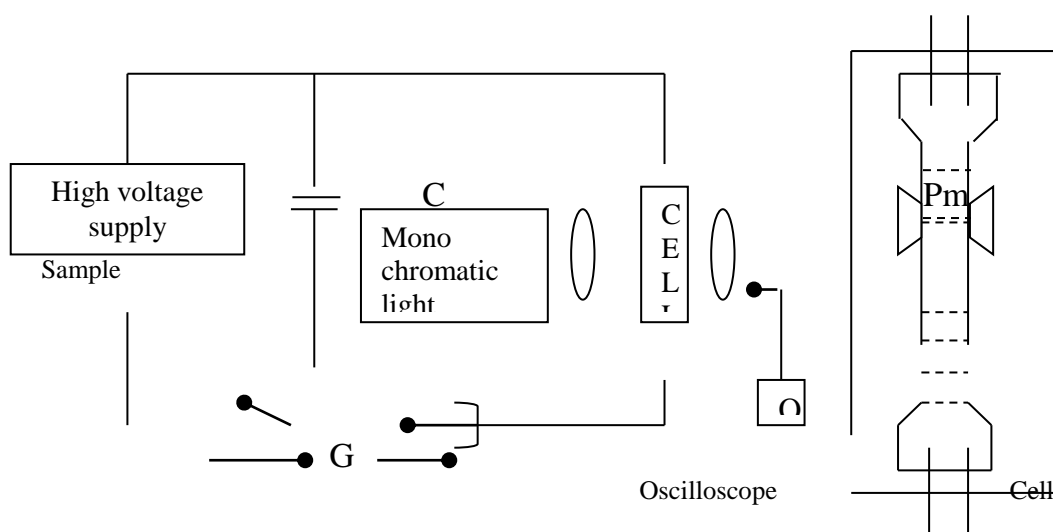 High voltage
supply
Sample
C
Mono
chromatic
light
C
E
L
Pm
G
Oscilloscope
Cell